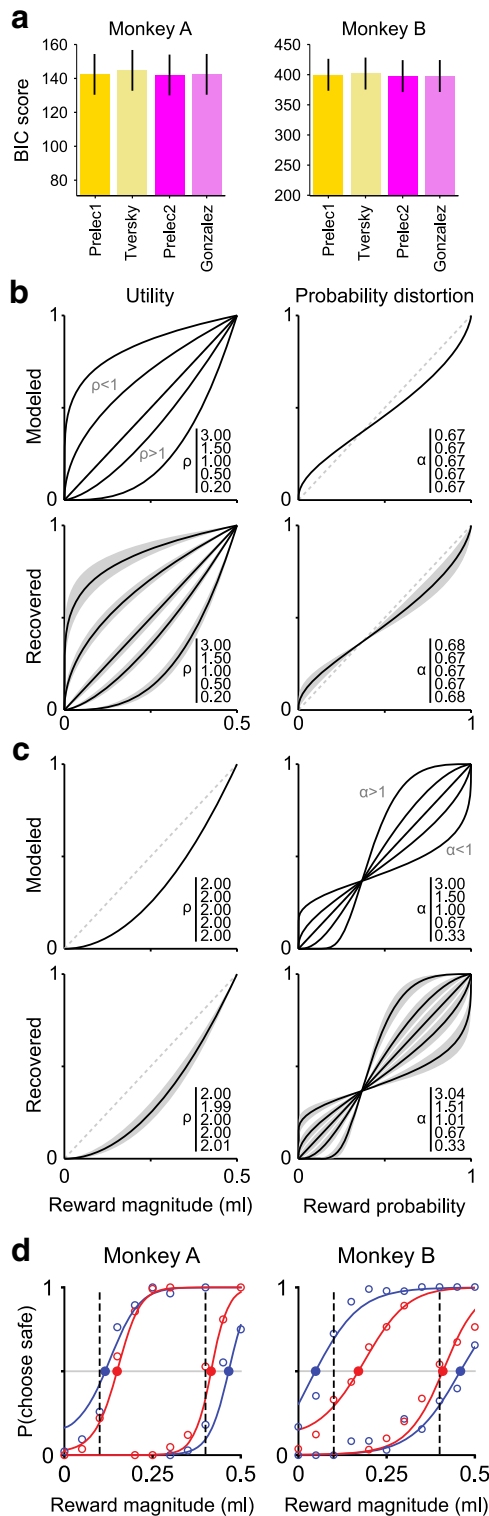 a
Monkey A
Monkey B
BIC score
160
140
120
100
80
450
400
350
300
250
200
Prelec1
Tversky
Prelec2
Gonzalez
Prelec1
Tversky
Prelec2
Gonzalez
b
Utility
Probability distortion
Modeled
1
0
ρ<1
ρ>1
ρ
3.00
1.50
1.00
0.50
0.20
1
0
α
0.67
0.67
0.67
0.67
0.67
Recovered
1
0
ρ
3.00
1.50
1.00
0.50
0.20
0
0.5
1
0
α
0.68
0.67
0.67
0.67
0.68
0
1
c
Modeled
1
0
ρ
2.00
2.00
2.00
2.00
2.00
1
0
α>1
α<1
α
3.00
1.50
1.00
0.67
0.33
Recovered
1
0
ρ
2.00
1.99
2.00
2.00
2.01
0
0.5
Reward magnitude (ml)
1
0
α
3.04
1.51
1.01
0.67
0.33
0
1
Reward probability
d
Monkey A
Monkey B
P(choose safe)
1
0
0
0.25
0.5
Reward magnitude (ml)
1
0
0
0.25
0.5
Reward magnitude (ml)